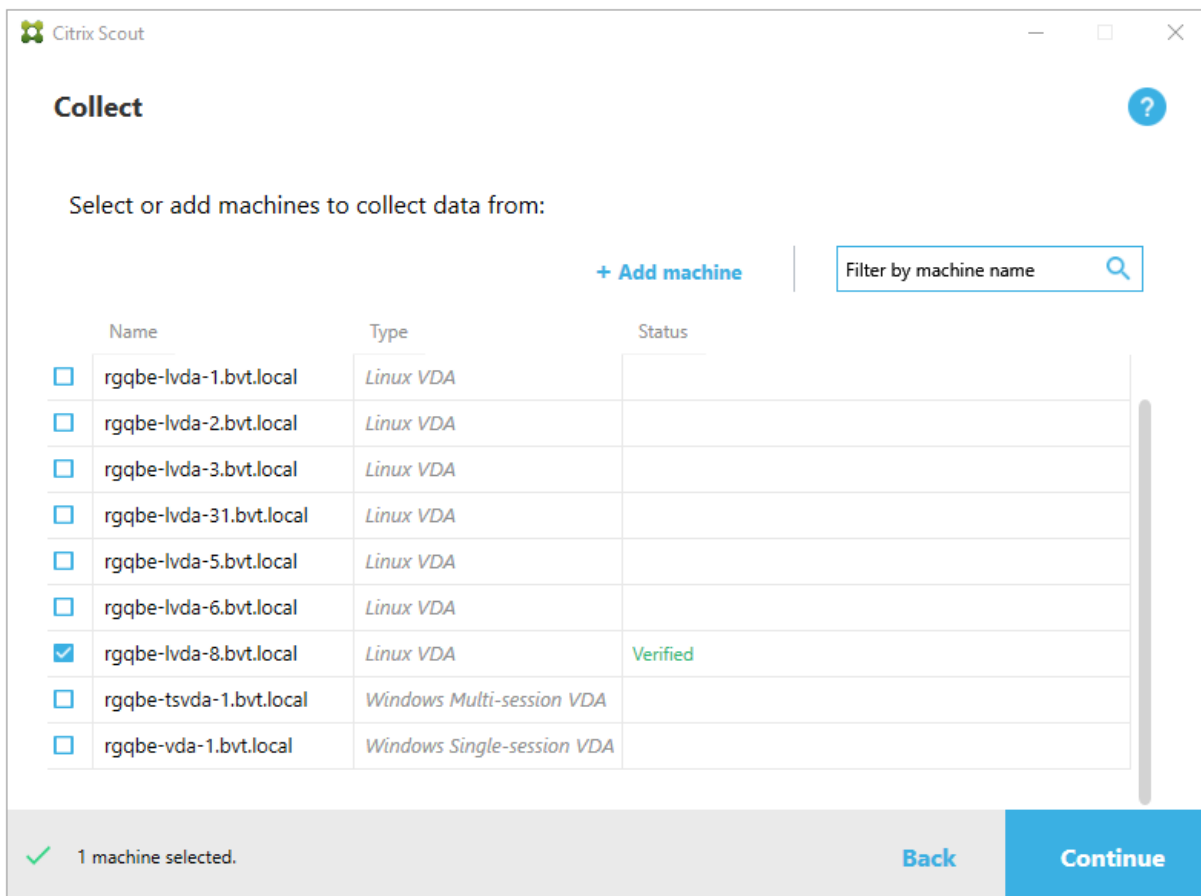 Citrix Scout
Collect
?
Select or add machines to collect data from:
+ Add machine
Filter by machine name
Name Type Status
rgqbe-lvda-1.bvt.local Linux VDA
rgqbe-lvda-2.bvt.local Linux VDA
rgqbe-lvda-3.bvt.local Linux VDA
rgqbe-lvda-31.bvt.local Linux VDA
rgqbe-lvda-5.bvt.local Linux VDA
rgqbe-lvda-6.bvt.local Linux VDA
rgqbe-lvda-8.bvt.local Linux VDA Verified
rgqbe-tsvda-1.bvt.local Windows Multi-session VDA
rgqbe-vda-1.bvt.local Windows Single-session VDA
1 machine selected.
Back
Continue